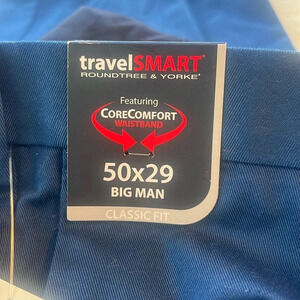 travelSMART
ROUNDTREE & YORKE
Featuring
CORECOMFORT
WAISTBAND
50x29
BIG MAN
CLASSIC FIT